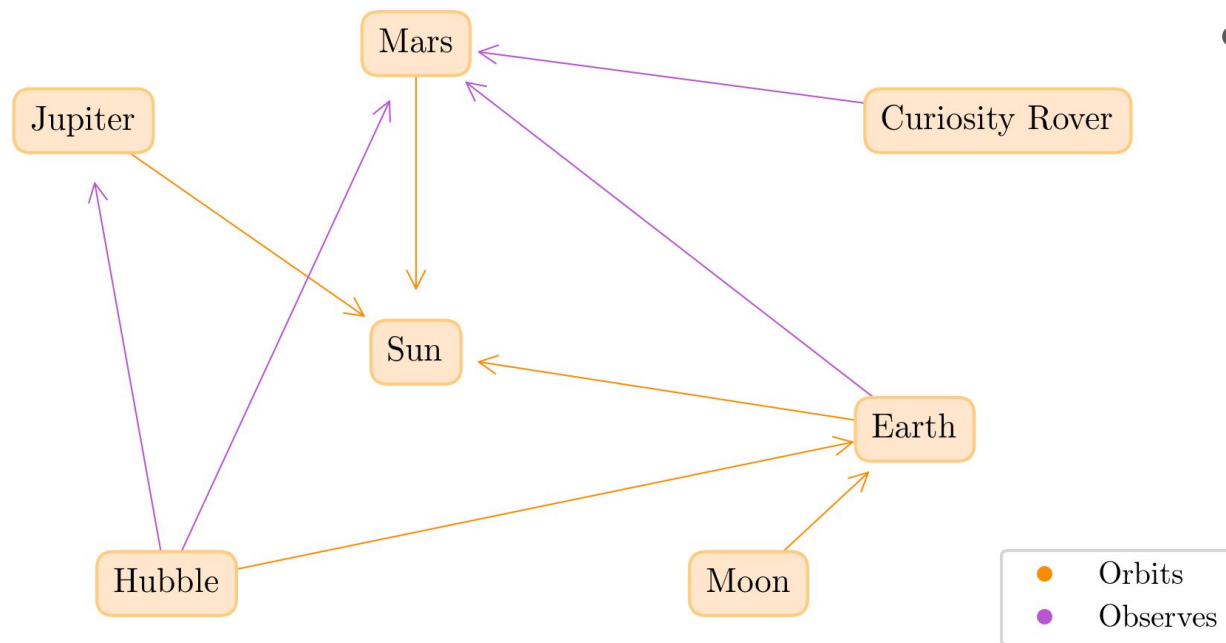 Mars
Jupiter
Curiosity Rover
Sun
Earth
Hubble
Moon
Orbits
Observes